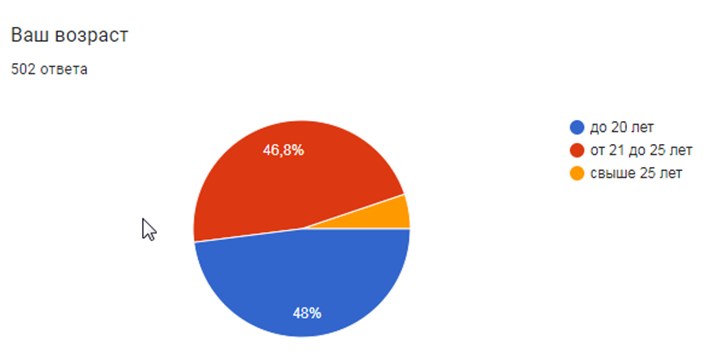 Ваш возраст
502 ответа
до 20 лет
от 21 до 25 лет
свыше 25 лет
46,8%
48%